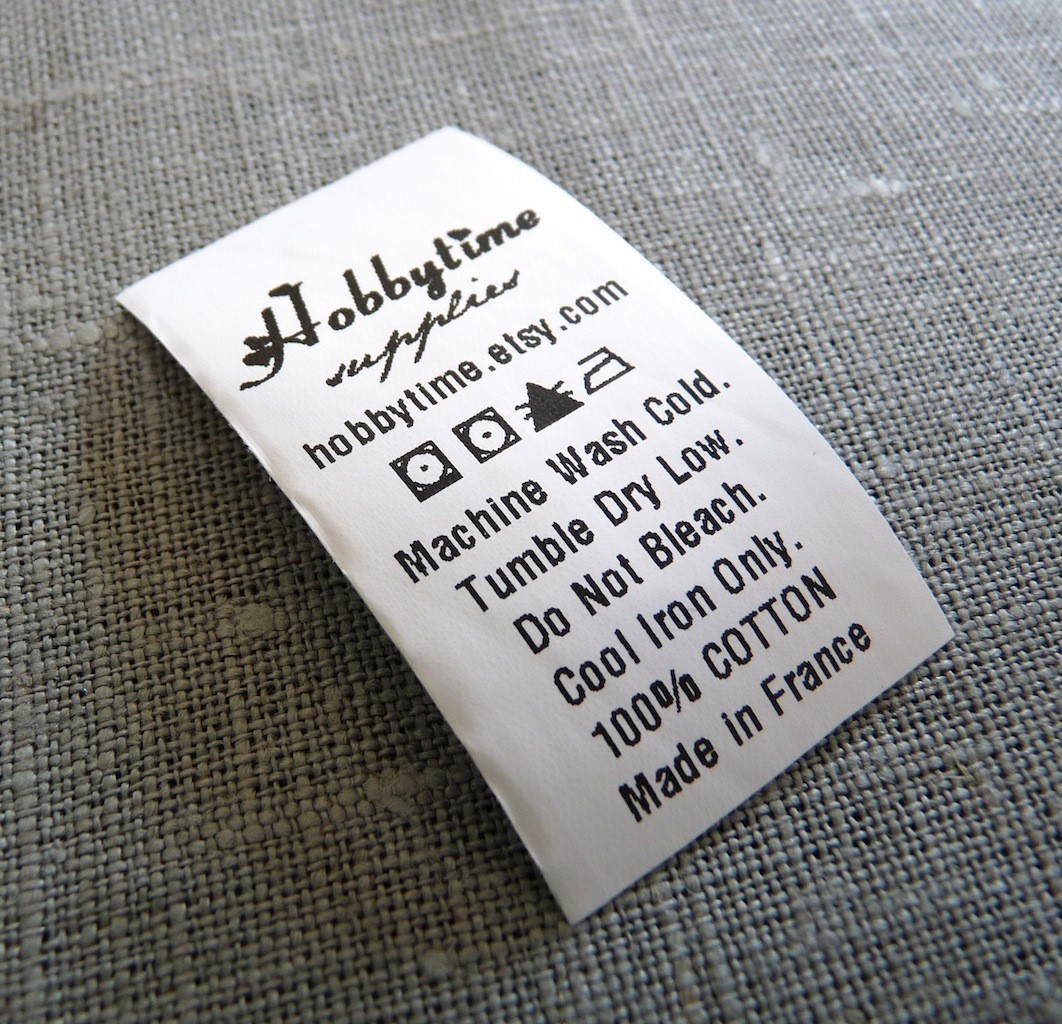 Hobbytime
supplies
hobbytime.etsy.com
Machine Wash Cold.
Tumble Dry Low.
Do Not Bleach.
Cool Iron Only.
100% COTTON
Made in France